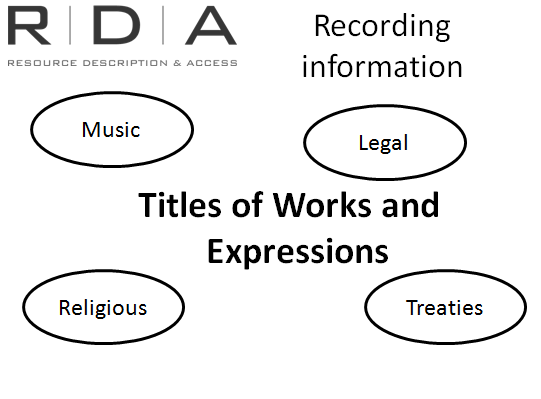 R | D | A
RESOURCE DESCRIPTION & ACCESS
Recording
information
Music
Legal
Titles of Works and
Expressions
Religious
Treaties